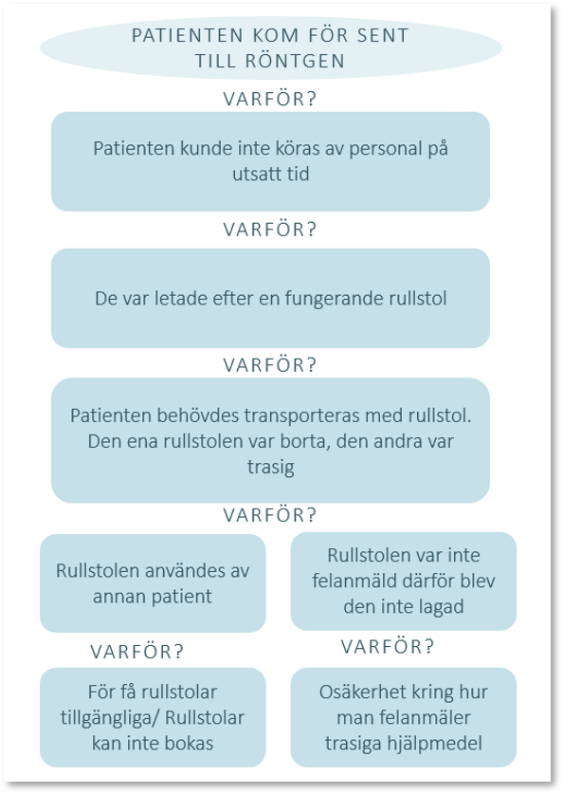 PATIENTEN KOM FÖR SENT
TILL RÖNTGEN
VARFÖR?
Patienten kunde inte köras av personal på
utsatt tid
VARFÖR?
De var letade efter en fungerande rullstol
VARFÖR?
Patienten behövdes transporteras med rullstol.
Den ena rullstolen var borta, den andra var
trasig
VARFÖR?
Rullstolen användes av
annan patient
Rullstolen var inte
felanmäld därför blev
den inte lagad
VARFÖR?
VARFÖR?
För få rullstolar
tillgängliga/ Rullstolar
kan inte bokas
Osäkerhet kring hur
man felanmäler
trasiga hjälpmedel